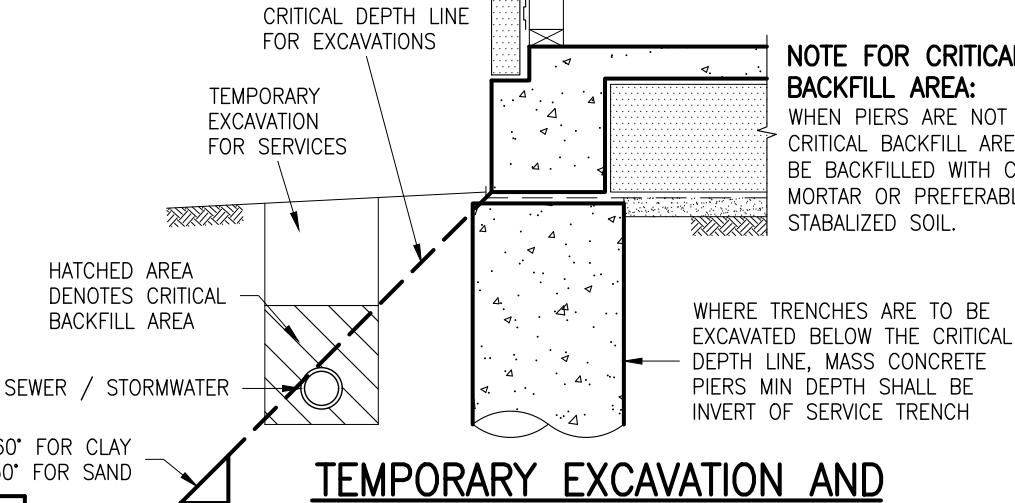 CRITICAL DEPTH LINE
FOR EXCAVATIONS
TEMPORARY
EXCAVATION
FOR SERVICES
NOTE FOR CRITICAL
BACKFILL AREA:
WHEN PIERS ARE NOT
CRITICAL BACKFILL
BE BACKFILLED WITH
MORTAR OR
STABALIZED SOIL.
HATCHED AREA
DENOTES CRITICAL
BACKFILL AREA
WHERE TRENCHES ARE TO BE
EXCAVATED BELOW THE CRITICAL
DEPTH LINE, MASS CONCRETE
PIERS MIN DEPTH SHALL BE
INVERT OF SERVICE TRENCH
SEWER / STORMWATER
FOR CLAY
FOR SAND
TEMPORARY EXCAVATION AND